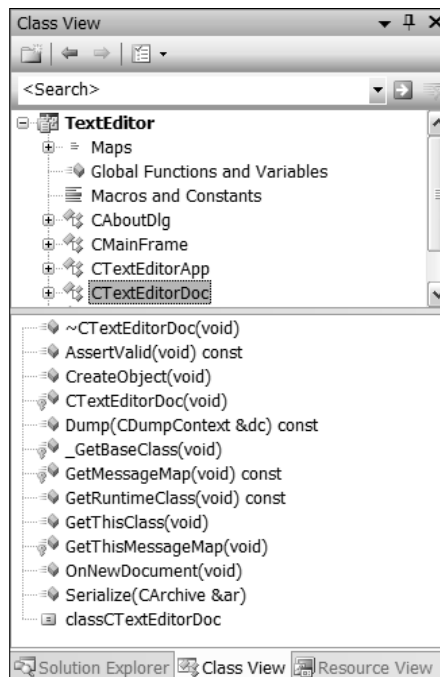 Class View
<Search>
TextEditor
Maps
Global Functions and Variables
Macros and Constants
CAboutDlg
CMainFrame
CTextEditorApp
CTextEditorDoc
~CTextEditorDoc(void)
AssertValid(void) const
CreateObject(void)
CTextEditorDoc(void)
Dump(CDumpContext &dc) const
_GetBaseClass(void)
GetMessageMap(void) const
GetRuntimeClass(void) const
GetThisClass(void)
GetThisMessageMap(void)
OnNewDocument(void)
Serialize(CArchive &ar)
classCTextEditorDoc
Solution Explorer Class View Resource View